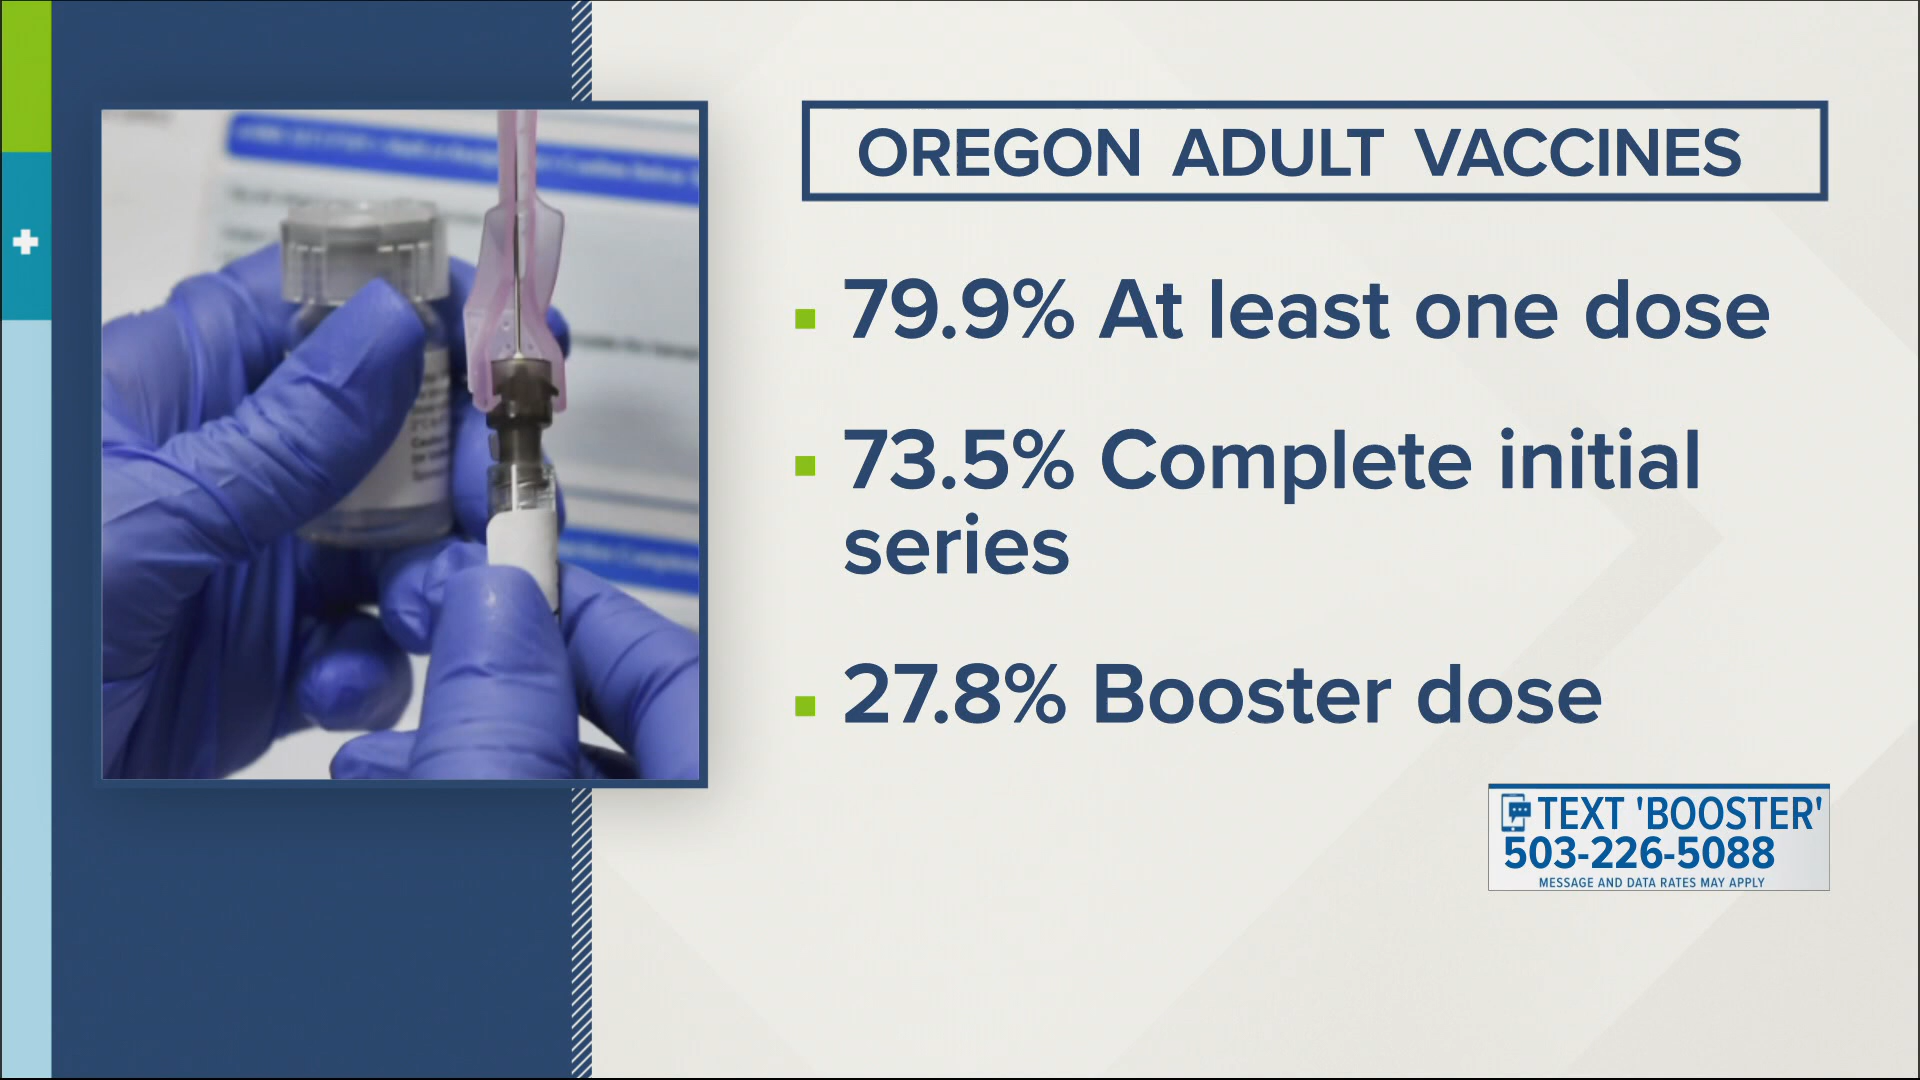 OREGON ADULT VACCINES
79.9% At least one dose
73.5% Complete initial
series
27.8% Booster dose
TEXT 'BOOSTER'
503-226-5088
MESSAGE AND DATA RATES MAY APPLY